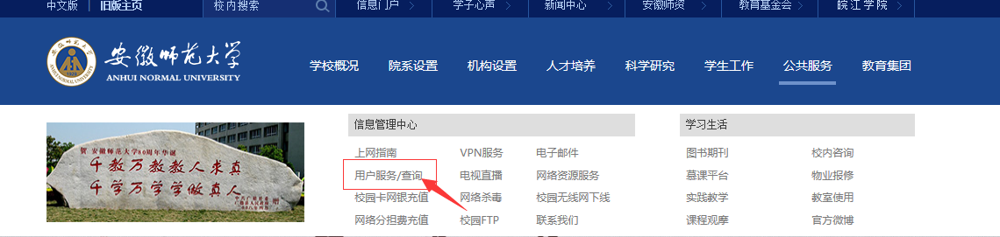 中文版 | 旧版主页 校内搜索 信息门户 学子心声 新闻中心 安徽师资 教育基金会 皖江学院
安徽师范大学
ANHUI NORMAL UNIVERSITY
学校概况 院系设置 机构设置 人才培养 科学研究 学生工作 公共服务 教育集团
贺 安徽师范大学80周年华诞
千教万教教人求真
千学万学学做真人
信息管理中心
上网指南 VPN服务 电子邮件
用户服务/查询 电视直播 网络资源服务
校园卡网银充值 网络杀毒 校园无线网下线
网络分担费充值 校园FTP 联系我们
学习生活
图书期刊 校内咨询
慕课平台 物业报修
实践教学 教室使用
课程观摩 官方微博